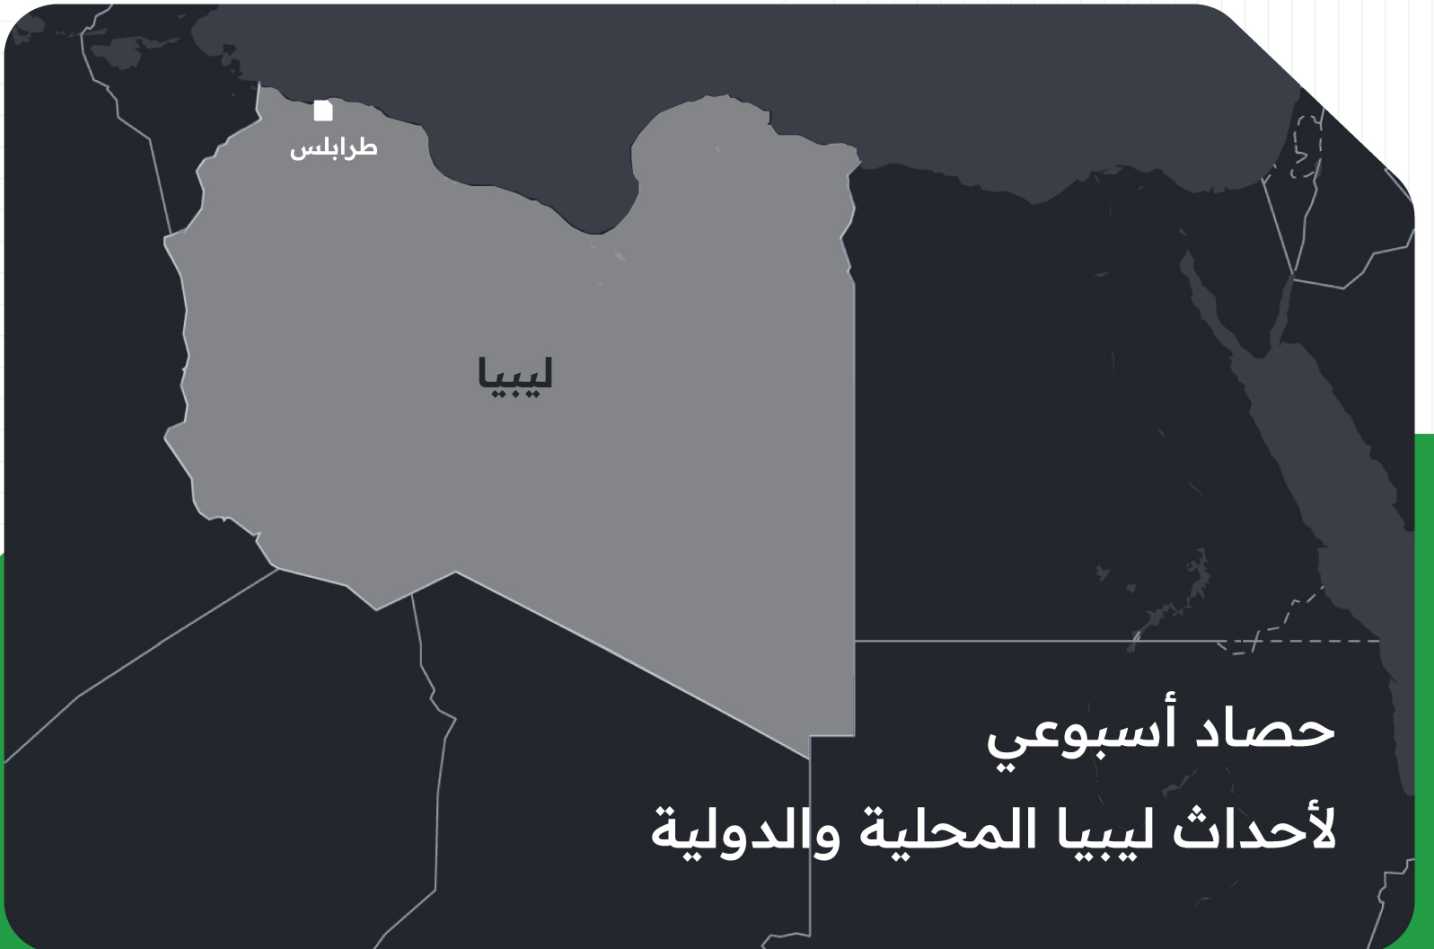 طرابلس
ليبيا
حصاد أسبوعي
لأحداث ليبيا المحلية والدولية